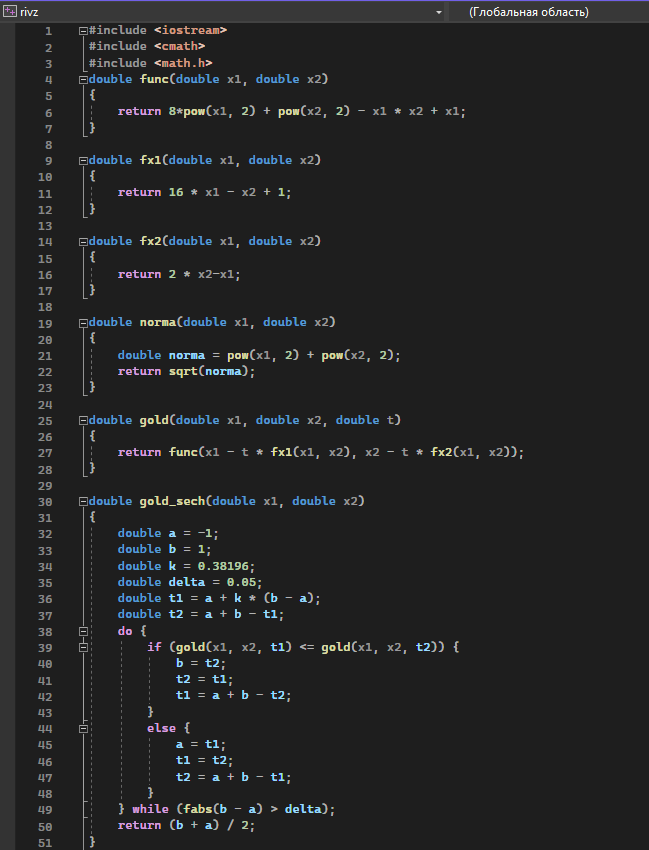 rivz (Глобальная область)
1 #include <iostream>
2 #include <cmath>
3 #include <math.h>
4 double func(double x1, double x2)
5 {
6 return 8*pow(x1, 2) + pow(x2, 2) - x1 * x2 + x1;
7 }
8
9 double fx1(double x1, double x2)
10 {
11 return 16 * x1 - x2 + 1;
12 }
13
14 double fx2(double x1, double x2)
15 {
16 return 2 * x2-x1;
17 }
18
19 double norma(double x1, double x2)
20 {
21 double norma = pow(x1, 2) + pow(x2, 2);
22 return sqrt(norma);
23 }
24
25 double gold(double x1, double x2, double t)
26 {
27 return func(x1 - t * fx1(x1, x2), x2 - t * fx2(x1, x2));
28 }
29
30 double gold_sech(double x1, double x2)
31 {
32 double a = -1;
33 double b = 1;
34 double k = 0.38196;
35 double delta = 0.05;
36 double t1 = a + k * (b - a);
37 double t2 = a + b - t1;
38 do {
39 if (gold(x1, x2, t1) <= gold(x1, x2, t2)) {
40 b = t2;
41 t2 = t1;
42 t1 = a + b - t2;
43 }
44 else {
45 a = t1;
46 t1 = t2;
47 t2 = a + b - t1;
48 }
49 } while (fabs(b - a) > delta);
50 return (b + a) / 2;
51 }